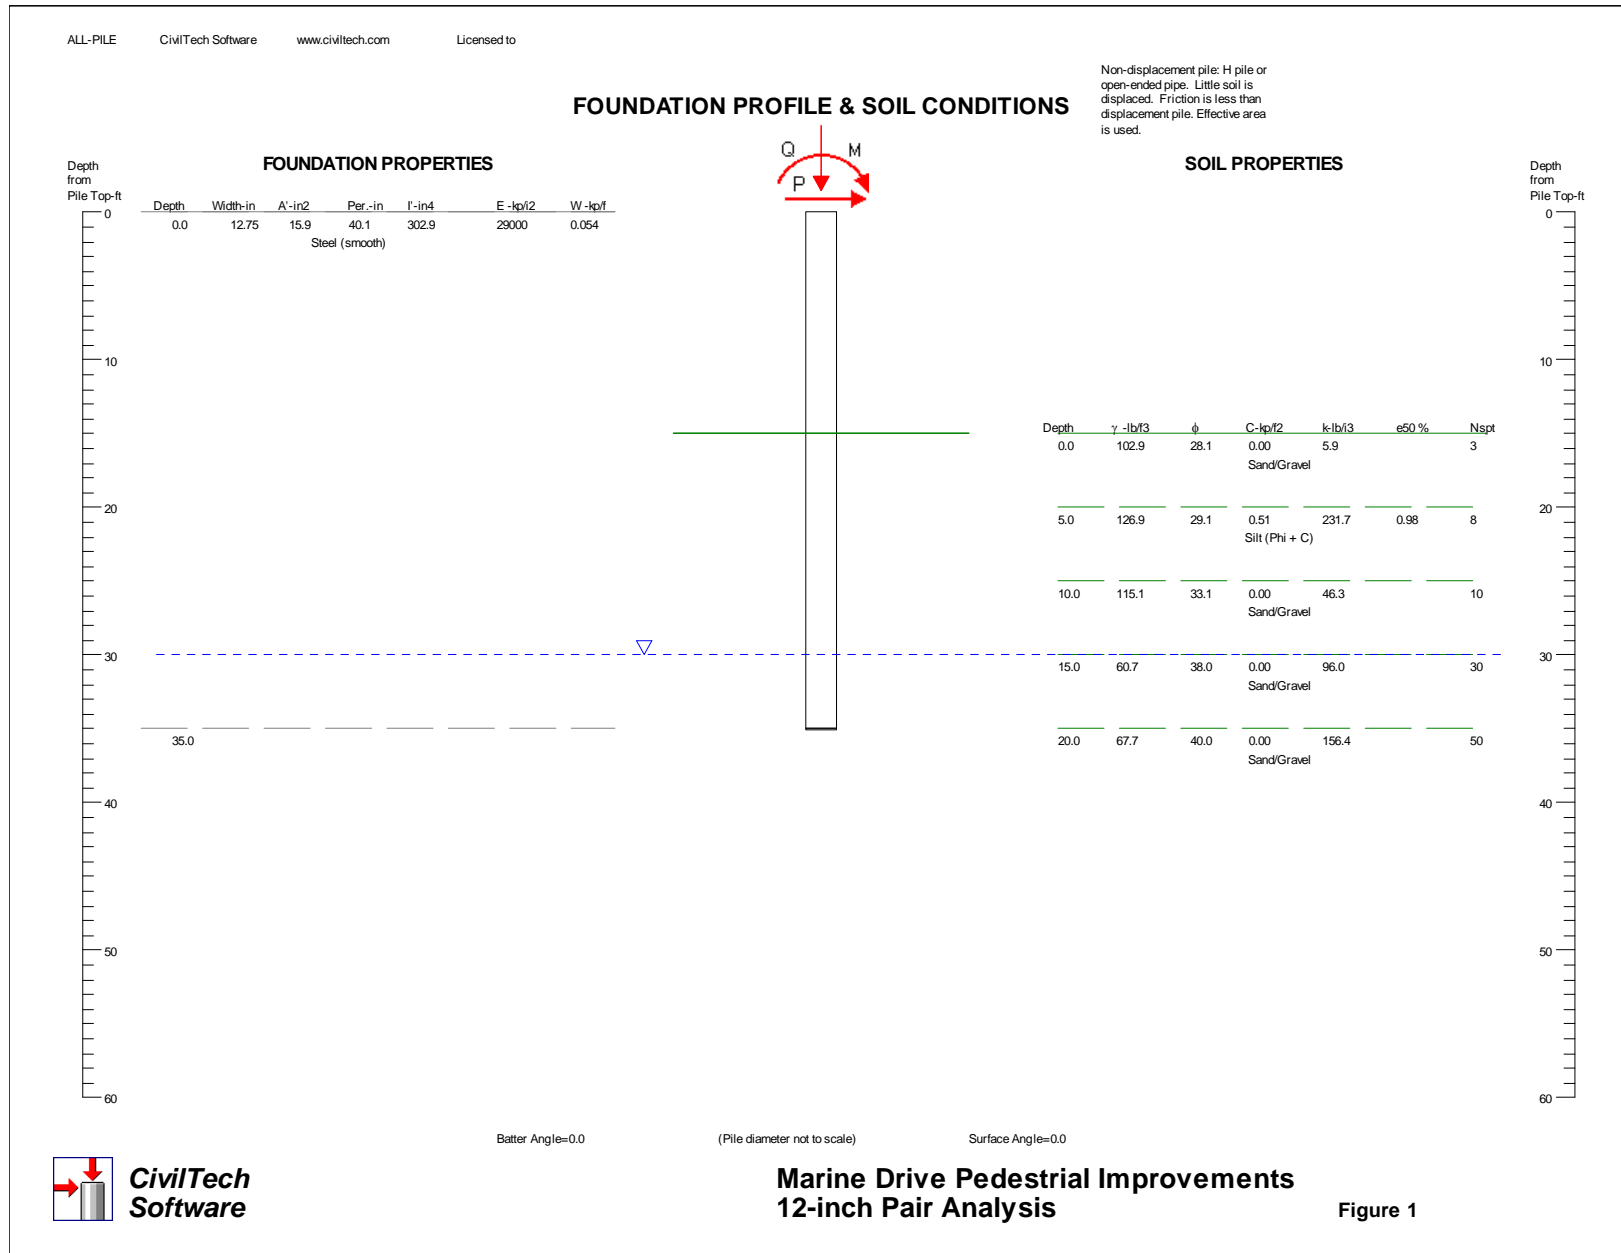 ALL-PILE CivilTech Software www.civiltech.com Licensed to
Non-displacement pile: H pile or
open-ended pipe. Little soil is
displaced. Friction is less than
displacement pile. Effective area
is used.
FOUNDATION PROFILE & SOIL CONDITIONS
Q M
P
Depth
from
Pile Top-ft
FOUNDATION PROPERTIES
SOIL PROPERTIES
Depth
from
Pile Top-ft
Depth Width-in A'-in2 Per.-in I'-in4 E -kp/i2 W -kp/f
0.0 12.75 15.9 40.1 302.9 29000 0.054
Steel (smooth)
35.0
0
10
20
30
40
50
60
Depth γ -lb/f3 ϕ C-kp/f2 k-lb/i3 e50 % Nspt
0.0 102.9 28.1 0.00 5.9 3
Sand/Gravel
5.0 126.9 29.1 0.51 231.7 0.98 8
Silt (Phi + C)
10.0 115.1 33.1 0.00 46.3 10
Sand/Gravel
15.0 60.7 38.0 0.00 96.0 30
Sand/Gravel
20.0 67.7 40.0 0.00 156.4 50
Sand/Gravel
0
10
20
30
40
50
60
Batter Angle=0.0 (Pile diameter not to scale) Surface Angle=0.0
CivilTech
Software
Marine Drive Pedestrial Improvements
12-inch Pair Analysis
Figure 1